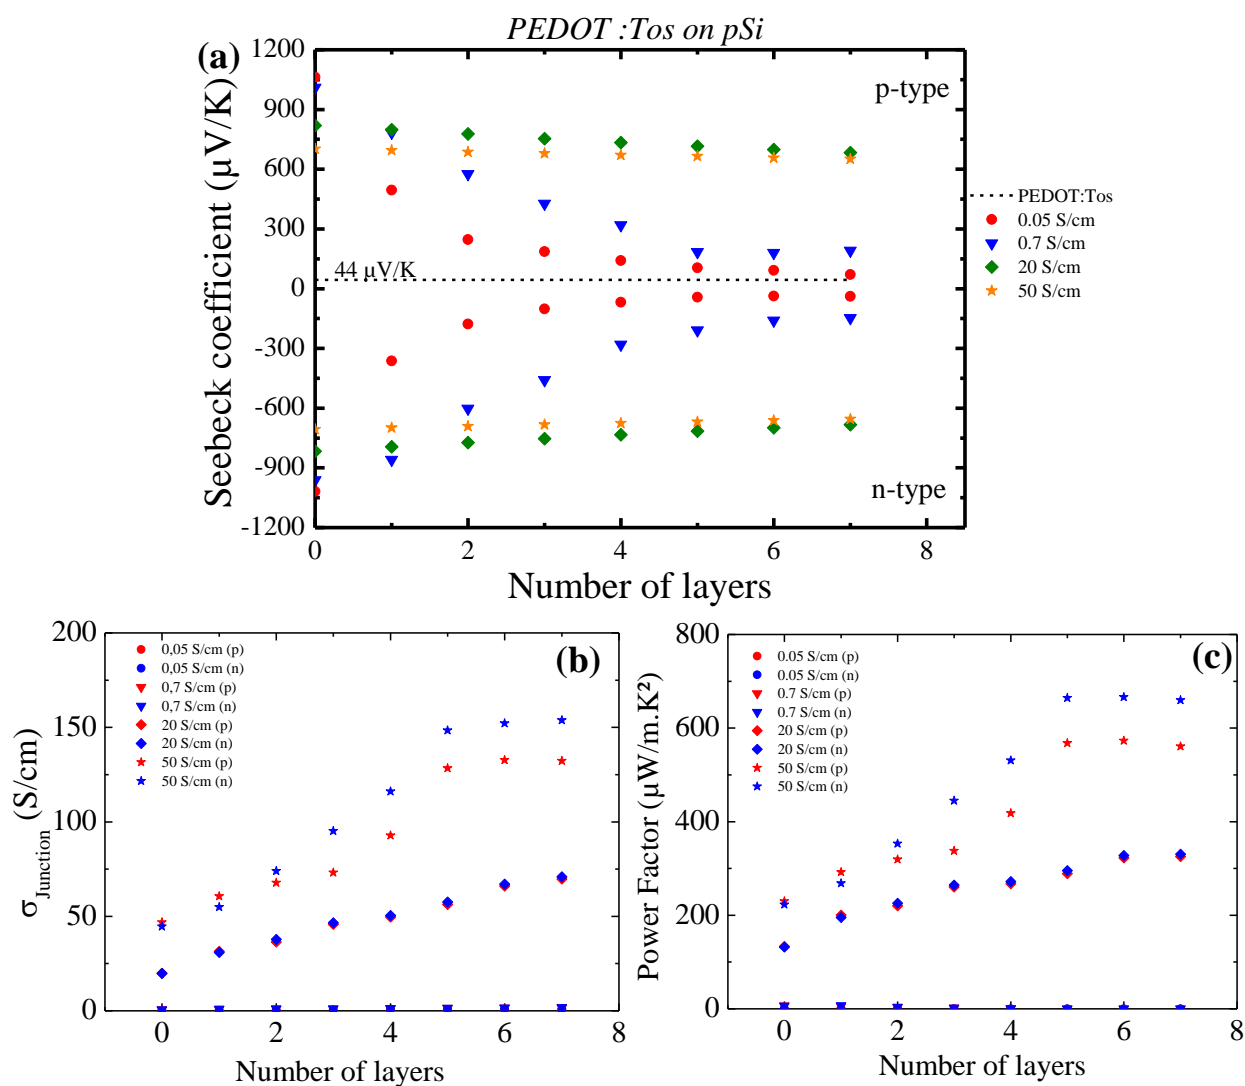 PEDOT :Tos on pSi
(a)
1200
900
600
300
0
-300
-600
-900
-1200
Seebeck coefficient (µV/K)
p-type
44 µV/K
n-type
0 2 4 6 8
Number of layers
PEDOT:Tos
0.05 S/cm
0.7 S/cm
20 S/cm
50 S/cm
(b)
200
150
100
50
0
σJunction (S/cm)
0,05 S/cm (p)
0,05 S/cm (n)
0,7 S/cm (p)
0,7 S/cm (n)
20 S/cm (p)
20 S/cm (n)
50 S/cm (p)
50 S/cm (n)
0 2 4 6 8
Number of layers
(c)
800
600
400
200
0
Power Factor (µW/m.K²)
0.05 S/cm (p)
0.05 S/cm (n)
0.7 S/cm (p)
0.7 S/cm (n)
20 S/cm (p)
20 S/cm (n)
50 S/cm (p)
50 S/cm (n)
0 2 4 6 8
Number of layers